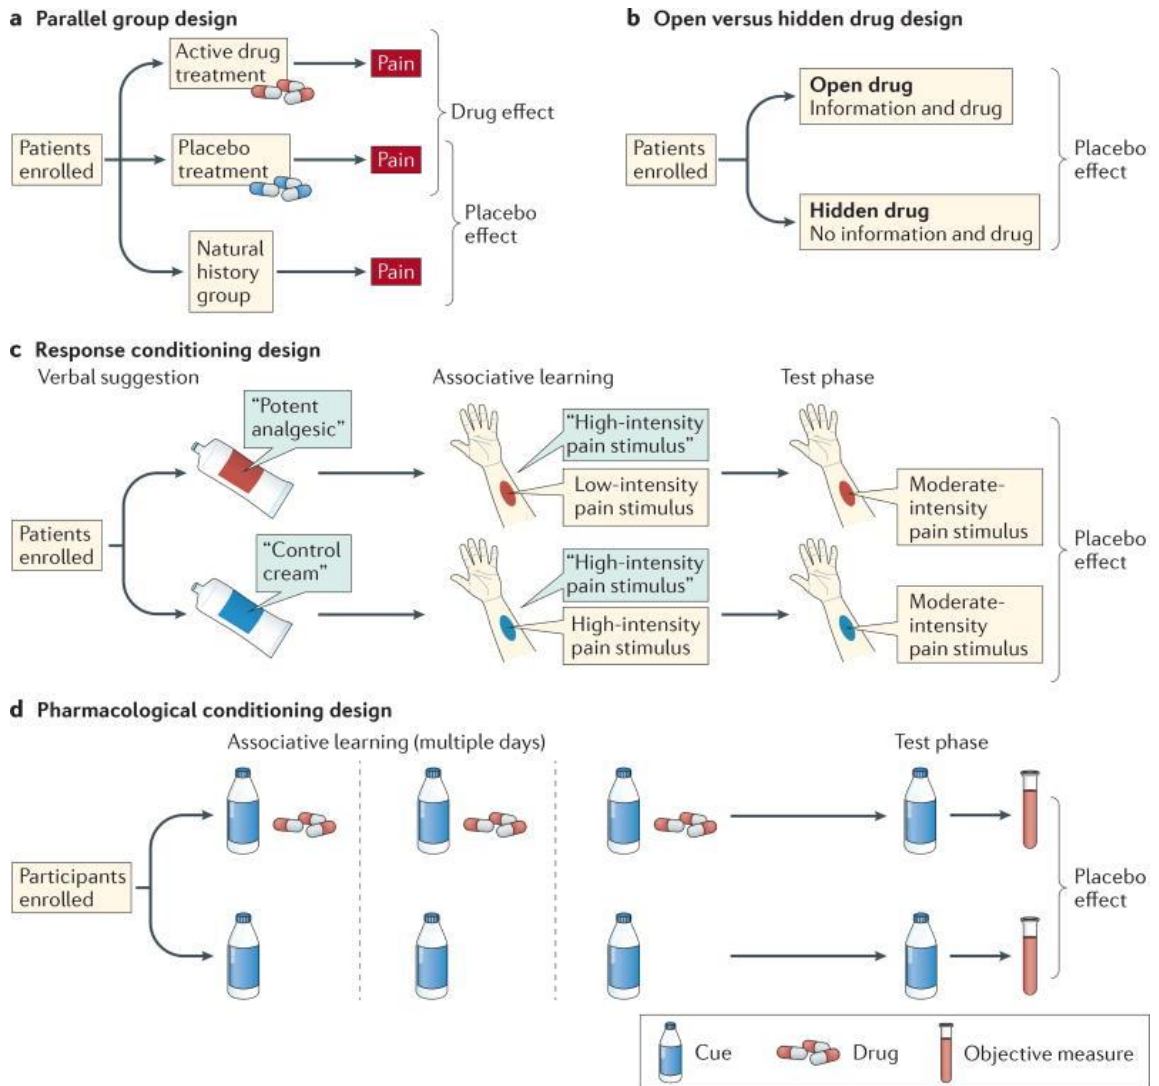 a Parallel group design
Active drug
treatment
Pain
Drug effect
Patients
enrolled
Placebo
treatment
Pain
Placebo
effect
Natural
history
group
Pain
b Open versus hidden drug design
Open drug
Information and drug
Patients
enrolled
Placebo
effect
Hidden drug
No information and drug
c Response conditioning design
Verbal suggestion
Associative learning
Test phase
"Potent
analgesic"
"High-intensity
pain stimulus"
Low-intensity
pain stimulus
Moderate-
intensity
pain stimulus
Patients
enrolled
Placebo
effect
"Control
cream"
"High-intensity
pain stimulus"
High-intensity
pain stimulus
Moderate-
intensity
pain stimulus
d Pharmacological conditioning design
Associative learning (multiple days)
Test phase
Participants
enrolled
Placebo
effect
Cue
Drug
Objective measure